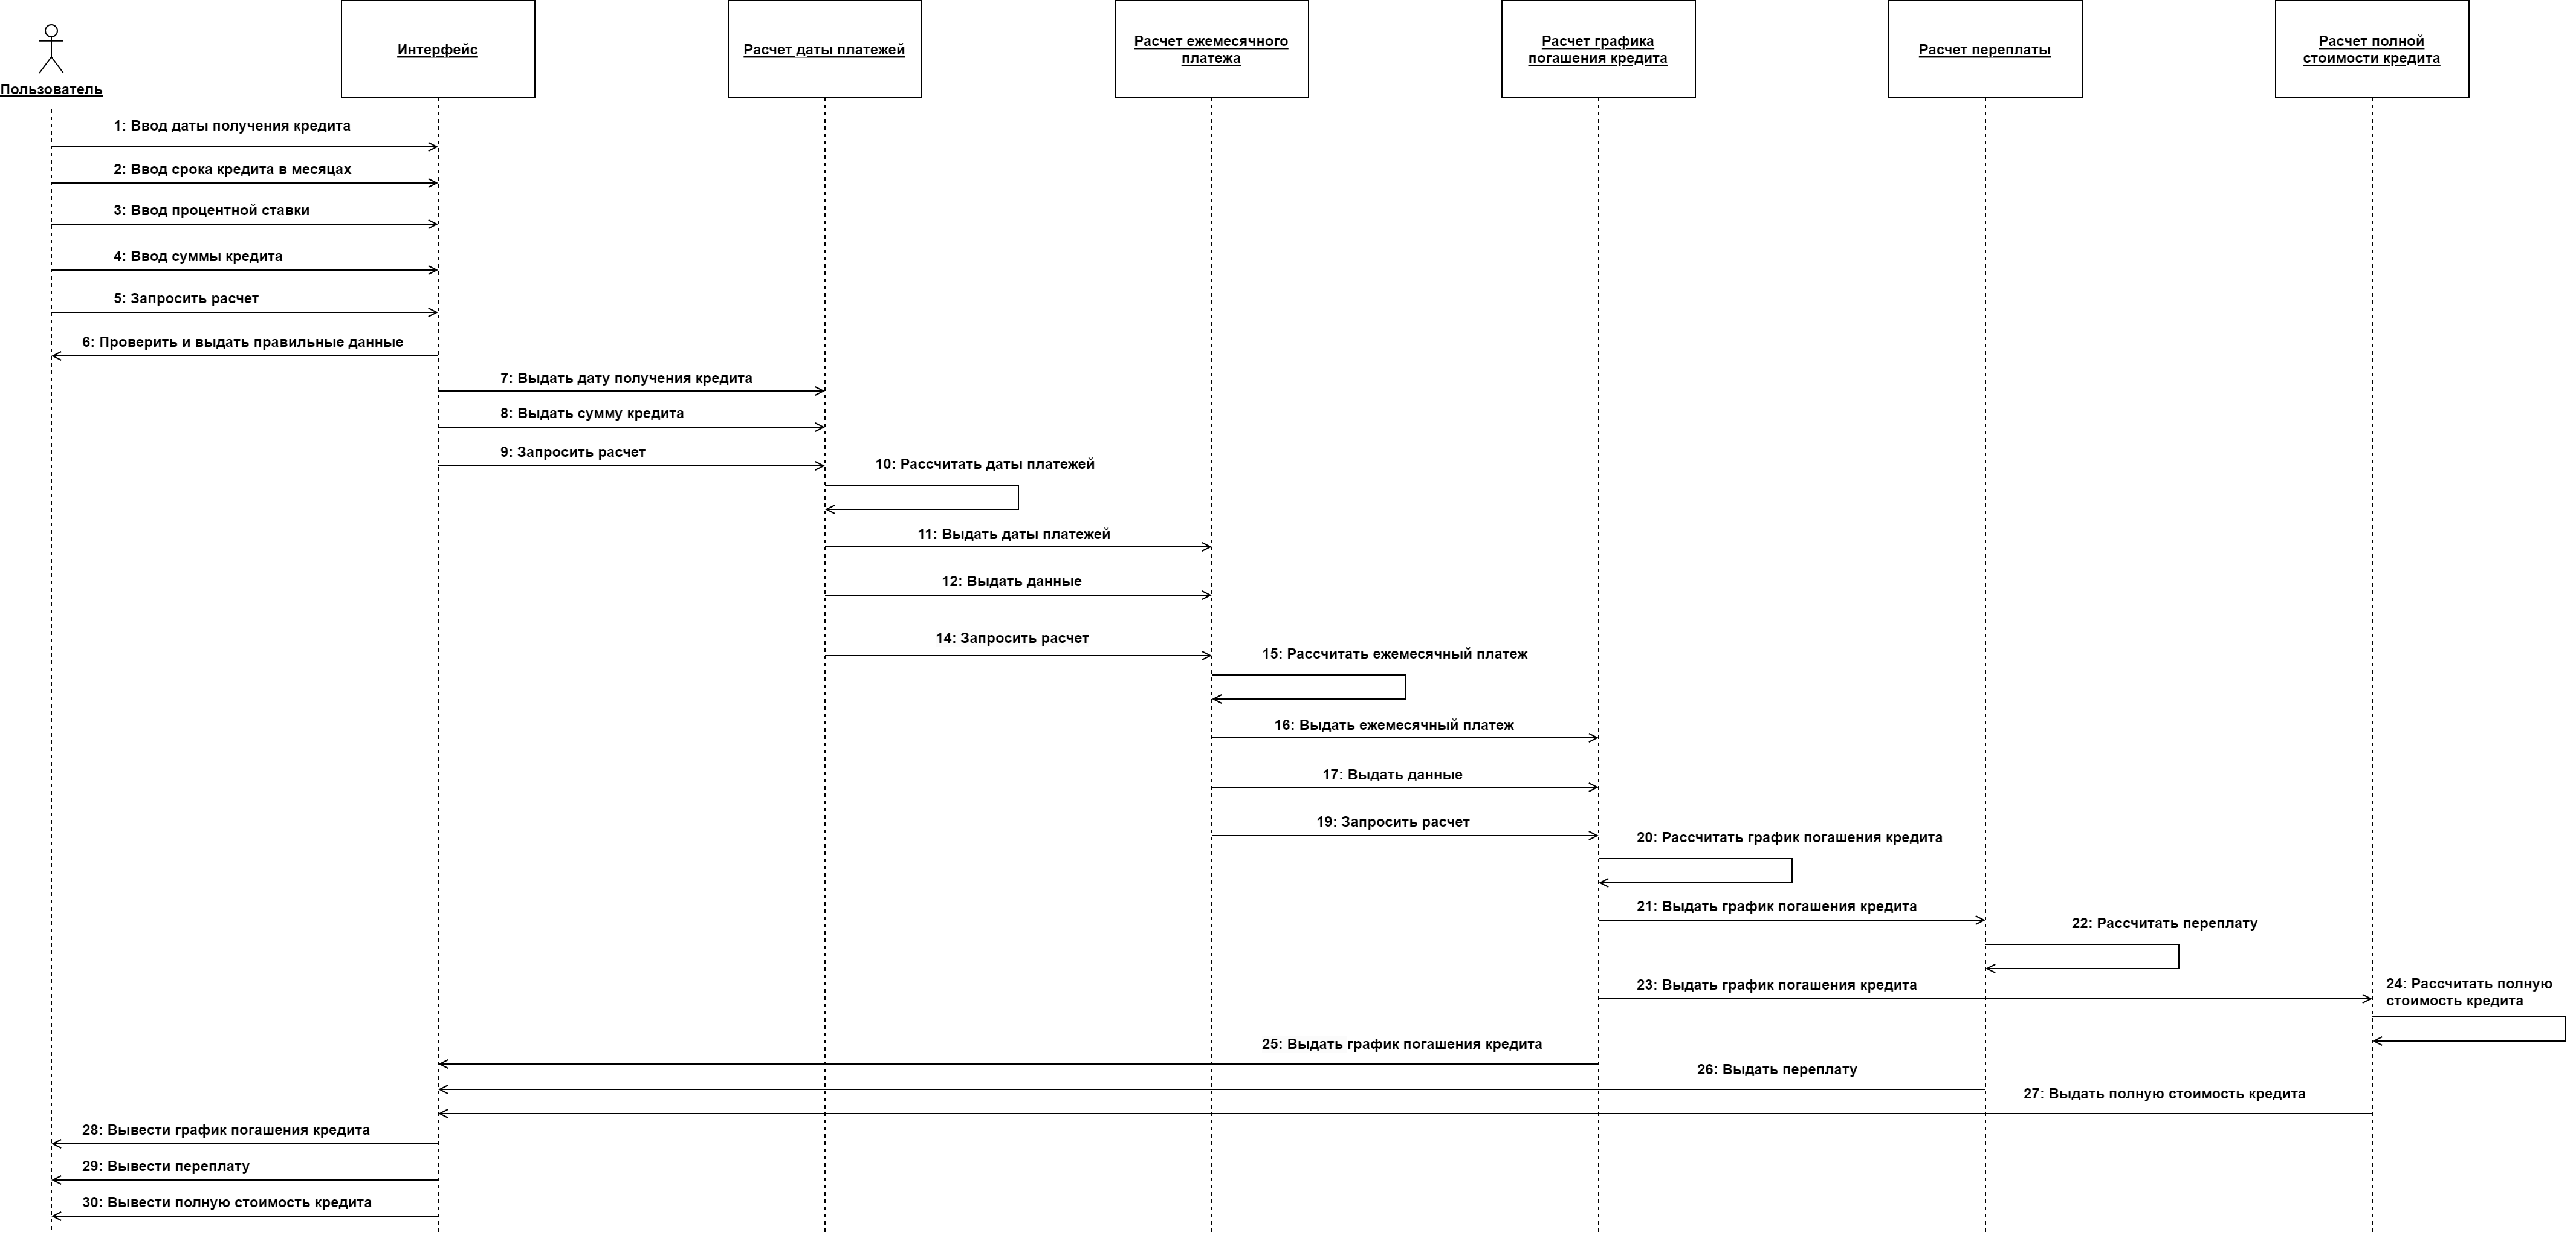 Пользователь
Интерфейс
Расчет даты платежей
Расчет ежемесячного
платежа
Расчет графика
погашения кредита
Расчет переплаты
Расчет полной
стоимости кредита
1: Ввод даты получения кредита
2: Ввод срока кредита в месяцах
3: Ввод процентной ставки
4: Ввод суммы кредита
5: Запросить расчет
6: Проверить и выдать правильные данные
7: Выдать дату получения кредита
8: Выдать сумму кредита
9: Запросить расчет
10: Рассчитать даты платежей
11: Выдать даты платежей
12: Выдать данные
14: Запросить расчет
15: Рассчитать ежемесячный платеж
16: Выдать ежемесячный платеж
17: Выдать данные
19: Запросить расчет
20: Рассчитать график погашения кредита
21: Выдать график погашения кредита
22: Рассчитать переплату
23: Выдать график погашения кредита
24: Рассчитать полную
стоимость кредита
25: Выдать график погашения кредита
26: Выдать переплату
27: Выдать полную стоимость кредита
28: Вывести график погашения кредита
29: Вывести переплату
30: Вывести полную стоимость кредита